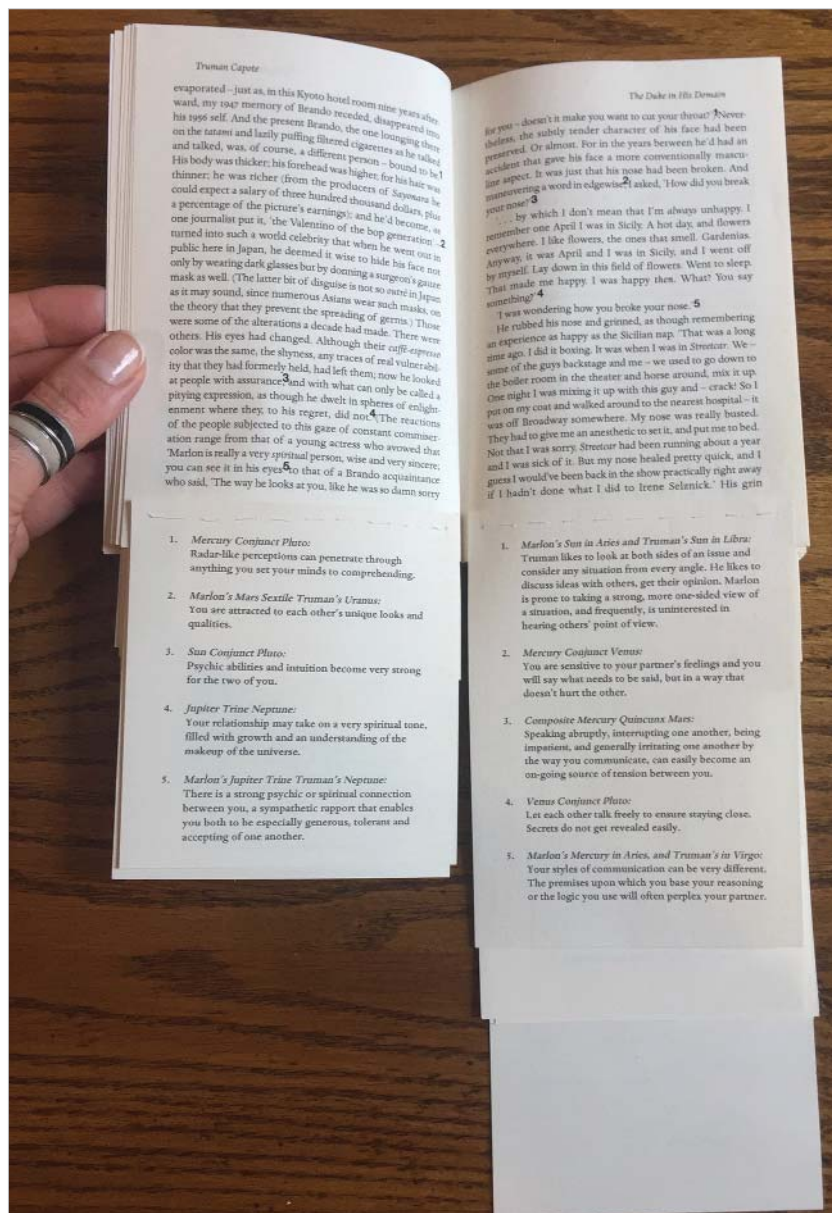 Truman Capote
evaporated – just as, in this Kyoto hotel room nine years after-
ward, my 1947 memory of Brando receded, disappeared into
his 1956 self. And the present Brando, the one lounging there
on the tatami and lazily puffing filtered cigarettes as he talked
and talked, was, of course, a different person – bound to be.1
His body was thicker; his forehead was higher, for his hair was
thinner; he was richer (from the producers of Sayonara he
could expect a salary of three hundred thousand dollars, plus
a percentage of the picture's earnings); and he'd become, as
one journalist put it, 'the Valentino of the bop generation' – 2
turned into such a world celebrity that when he went out in
public here in Japan, he deemed it wise to hide his face not
only by wearing dark glasses but by donning a surgeon's gauze
mask as well. (The latter bit of disguise is not so outré in Japan
as it may sound, since numerous Asians wear such masks, on
the theory that they prevent the spreading of germs.) Those
were some of the alterations a decade had made. There were
others. His eyes had changed. Although their caffè-espresso
color was the same, the shyness, any traces of real vulnerabil-
ity that they had formerly held, had left them; now he looked
at people with assurance,3 and with what can only be called a
pitying expression, as though he dwelt in spheres of enlight-
enment where they, to his regret, did not.4 (The reactions
of the people subjected to this gaze of constant commiser-
ation range from that of a young actress who avowed that
'Marlon is really a very spiritual person, wise and very sincere;
you can see it in his eyes'5 to that of a Brando acquaintance
who said, 'The way he looks at you, like he was so damn sorry
1. Mercury Conjunct Pluto:
Radar-like perceptions can penetrate through
anything you set your minds to comprehending.
2. Marlon's Mars Sextile Truman's Uranus:
You are attracted to each other's unique looks and
qualities.
3. Sun Conjunct Pluto:
Psychic abilities and intuition become very strong
for the two of you.
4. Jupiter Trine Neptune:
Your relationship may take on a very spiritual tone,
filled with growth and an understanding of the
makeup of the universe.
5. Marlon's Jupiter Trine Truman's Neptune:
There is a strong psychic or spiritual connection
between you, a sympathetic rapport that enables
you both to be especially generous, tolerant and
accepting of one another.
The Duke in His Domain
for you – doesn't it make you want to cut your throat?'1 Never-
theless, the subtly tender character of his face had been
preserved. Or almost. For in the years between he'd had an
accident that gave his face a more conventionally mascu-
line aspect. It was just that his nose had been broken. And
maneuvering a word in edgewise,2 I asked, 'How did you break
your nose?'3
'. . . by which I don't mean that I'm always unhappy. I
remember one April I was in Sicily. A hot day, and flowers
everywhere. I like flowers, the ones that smell. Gardenias.
Anyway, it was April and I was in Sicily, and I went off
by myself. Lay down in this field of flowers. Went to sleep.
That made me happy. I was happy then. What? You say
something?'4
'I was wondering how you broke your nose.'5
He rubbed his nose and grinned, as though remembering
an experience as happy as the Sicilian nap. 'That was a long
time ago. I did it boxing. It was when I was in Streetcar. We –
some of the guys backstage and me – we used to go down to
the boiler room in the theater and horse around, mix it up.
One night I was mixing it up with this guy and – crack! So I
put on my coat and walked around to the nearest hospital – it
was off Broadway somewhere. My nose was really busted.
They had to give me an anesthetic to set it, and put me to bed.
Not that I was sorry. Streetcar had been running about a year
and I was sick of it. But my nose healed pretty quick, and I
guess I would've been back in the show practically right away
if I hadn't done what I did to Irene Selznick.' His grin
1. Marlon's Sun in Aries and Truman's Sun in Libra:
Truman likes to look at both sides of an issue and
consider any situation from every angle. He likes to
discuss ideas with others, get their opinion. Marlon
is prone to taking a strong, more one-sided view of
a situation, and frequently, is uninterested in
hearing others' point of view.
2. Mercury Conjunct Venus:
You are sensitive to your partner's feelings and you
will say what needs to be said, but in a way that
doesn't hurt the other.
3. Composite Mercury Quincunx Mars:
Speaking abruptly, interrupting one another, being
impatient, and generally irritating one another by
the way you communicate, can easily become an
on-going source of tension between you.
4. Venus Conjunct Pluto:
Let each other talk freely to ensure staying close.
Secrets do not get revealed easily.
5. Marlon's Mercury in Aries, and Truman's in Virgo:
Your styles of communication can be very different.
The premises upon which you base your reasoning
or the logic you use will often perplex your partner.